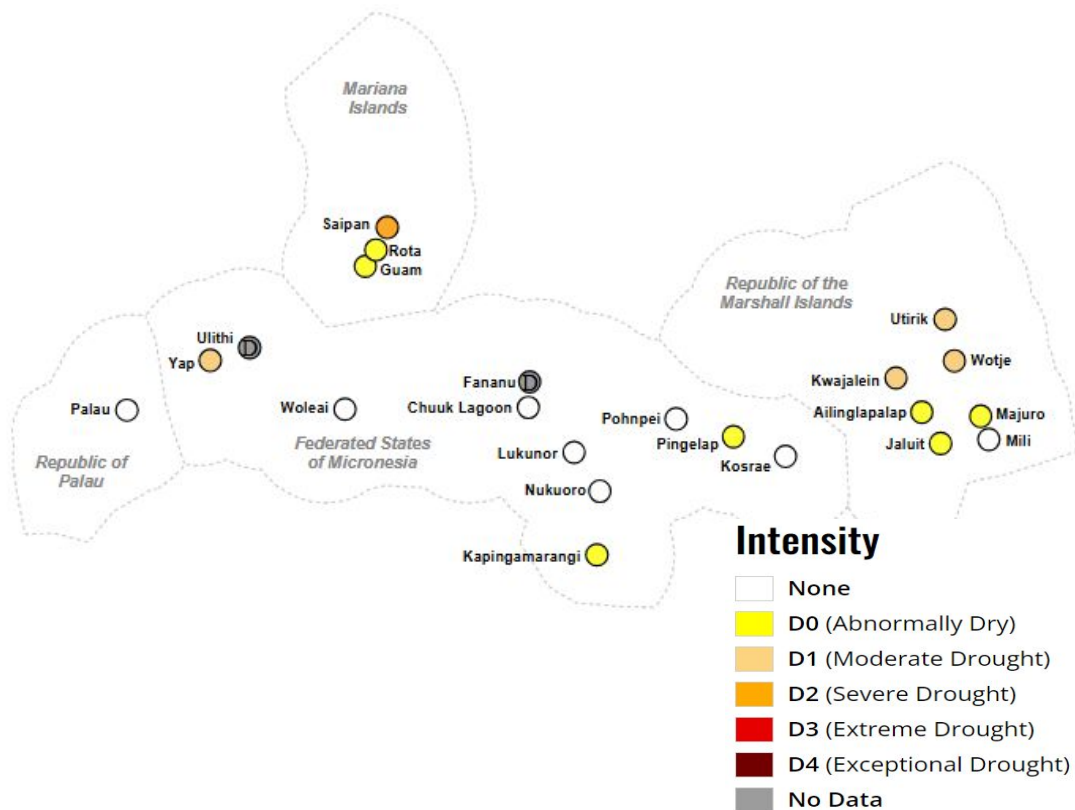 Mariana
Islands
Saipan
Rota
Guam
Republic of the
Marshall Islands
Utirik
Ulithi
D
Yap
Wotje
Kwajalein
Fananu
D
Palau
Woleai
Chuuk Lagoon
Ailinglapalap
Majuro
Pohnpei
Pingelap
Jaluit
Mili
Federated States
of Micronesia
Lukunor
Kosrae
Republic of
Palau
Nukuoro
Kapingamarangi
Intensity
None
D0 (Abnormally Dry)
D1 (Moderate Drought)
D2 (Severe Drought)
D3 (Extreme Drought)
D4 (Exceptional Drought)
No Data